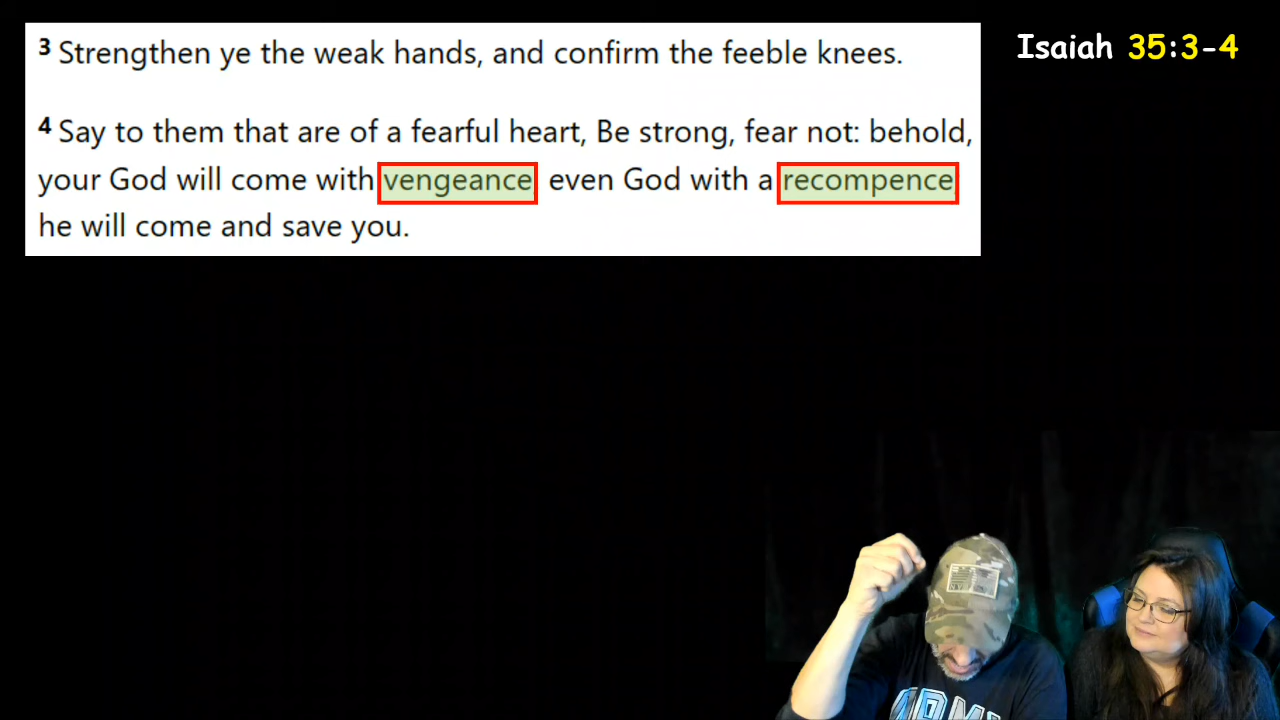 3 Strengthen ye the weak hands, and confirm the feeble knees.
Isaiah 35:3-4
4 Say to them that are of a fearful heart, Be strong, fear not: behold,
your God will come with vengeance, even God with a recompence
he will come and save you.